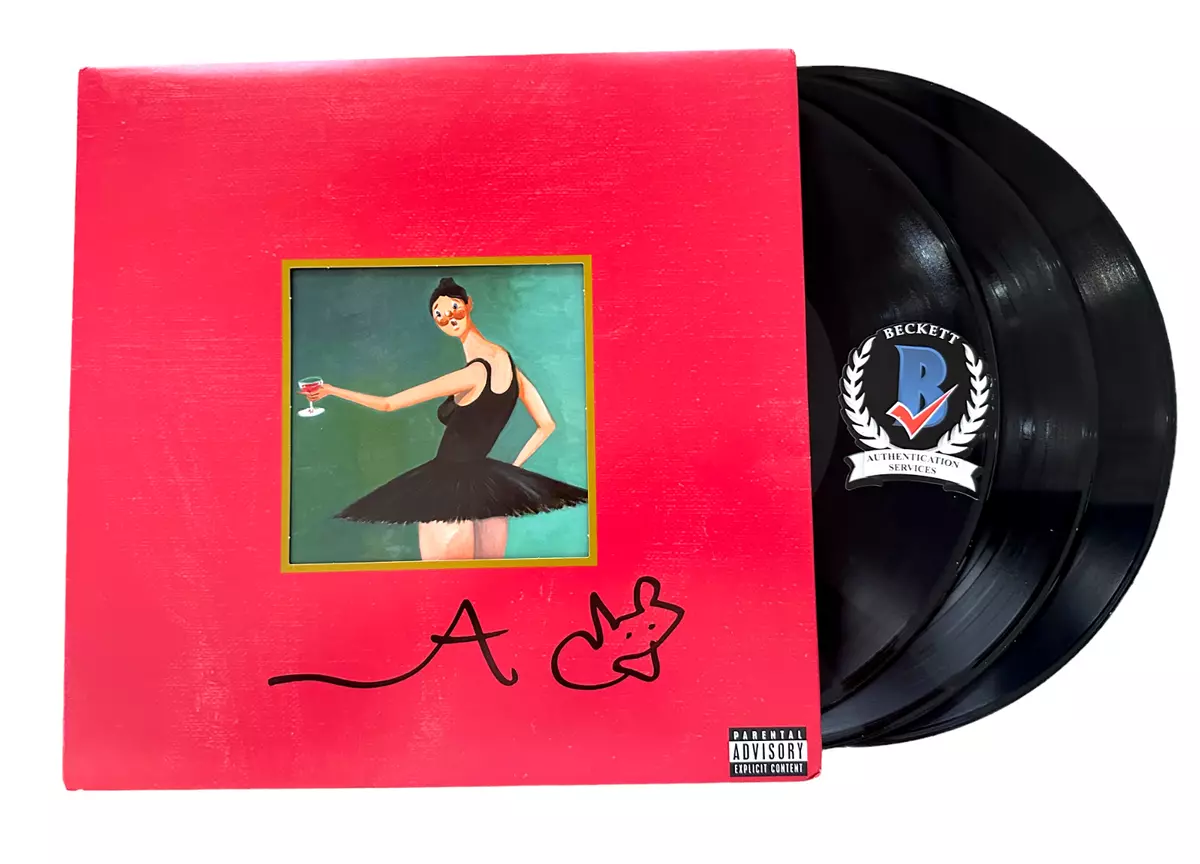 BECKETT
B
AUTHENTICATION
SERVICES
A
PARENTAL
ADVISORY
EXPLICIT CONTENT